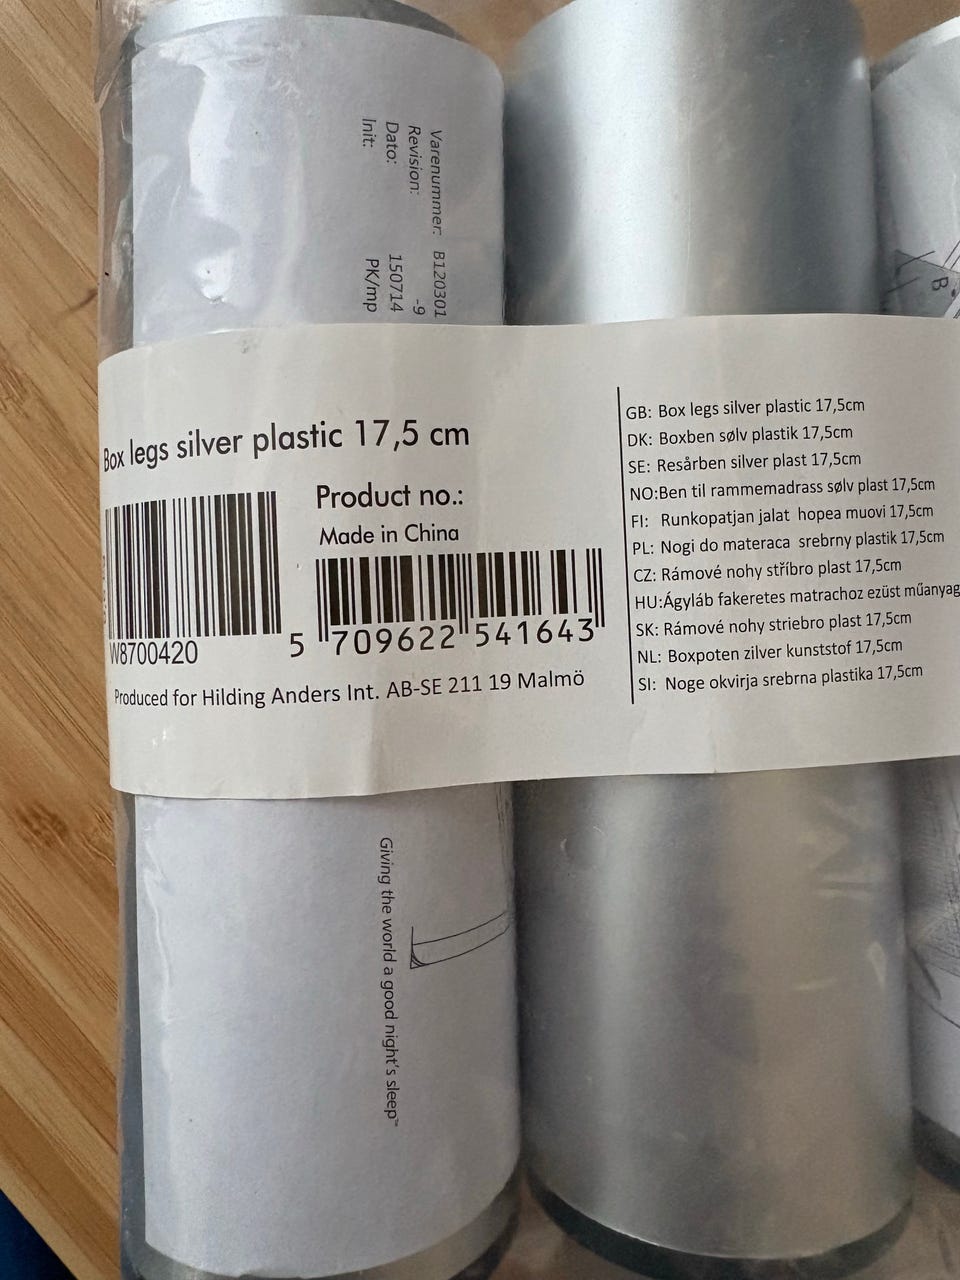 Varenummer: B120301
Revision: -9
Dato: 150714
Init: PK/mp
B
Box legs silver plastic 17,5 cm
Product no.:
Made in China
W8700420
5 709622 541643
Produced for Hilding Anders Int. AB-SE 211 19 Malmö
GB: Box legs silver plastic 17,5cm
DK: Boxben sølv plastik 17,5cm
SE: Resårben silver plast 17,5cm
NO:Ben til rammemadrass sølv plast 17,5cm
FI: Runkopatjan jalat hopea muovi 17,5cm
PL: Nogi do materaca srebrny plastik 17,5cm
CZ: Rámové nohy stříbro plast 17,5cm
HU:Ágyláb fakeretes matrachoz ezüst műanyag
SK: Rámové nohy striebro plast 17,5cm
NL: Boxpoten zilver kunststof 17,5cm
SI: Noge okvirja srebrna plastika 17,5cm
Giving the world a good night's sleep™